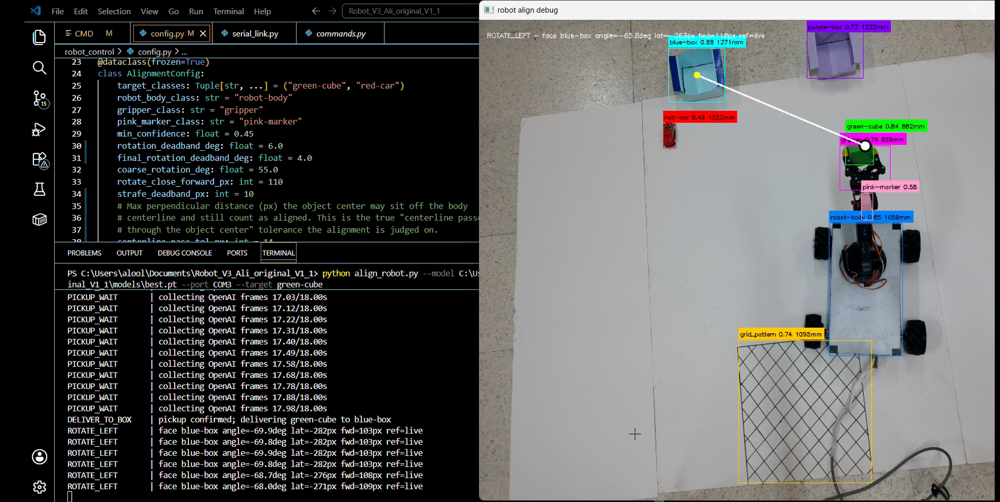 File Edit Selection View Go Run Terminal Help
Robot_V3_Ali_original_V1_1
CMD M
config.py M
serial_link.py
commands.py
robot_control > config.py > ...
23 @dataclass(frozen=True)
24 class AlignmentConfig:
25 target_classes: Tuple[str, ...] = ("green-cube", "red-car")
26 robot_body_class: str = "robot-body"
27 gripper_class: str = "gripper"
28 pink_marker_class: str = "pink-marker"
29 min_confidence: float = 0.45
30 rotation_deadband_deg: float = 6.0
31 final_rotation_deadband_deg: float = 4.0
32 coarse_rotation_deg: float = 55.0
33 rotate_close_forward_px: int = 110
34 strafe_deadband_px: int = 10
35 # Max perpendicular distance (px) the object center may sit off the body
36 # centerline and still count as aligned. This is the true "centerline passe
37 # through the object center" tolerance the alignment is judged on.
38 centerline_pass_tol_px: int = 14
15
PROBLEMS OUTPUT DEBUG CONSOLE PORTS TERMINAL
PS C:\Users\alool\Documents\Robot_V3_Ali_original_V1_1> python align_robot.py --model C:\Us
inal_V1_1\models\best.pt --port COM3 --target green-cube
PICKUP_WAIT | collecting OpenAI frames 17.03/18.00s
PICKUP_WAIT | collecting OpenAI frames 17.12/18.00s
PICKUP_WAIT | collecting OpenAI frames 17.22/18.00s
PICKUP_WAIT | collecting OpenAI frames 17.31/18.00s
PICKUP_WAIT | collecting OpenAI frames 17.40/18.00s
PICKUP_WAIT | collecting OpenAI frames 17.49/18.00s
PICKUP_WAIT | collecting OpenAI frames 17.58/18.00s
PICKUP_WAIT | collecting OpenAI frames 17.68/18.00s
PICKUP_WAIT | collecting OpenAI frames 17.78/18.00s
PICKUP_WAIT | collecting OpenAI frames 17.88/18.00s
PICKUP_WAIT | collecting OpenAI frames 17.98/18.00s
DELIVER_TO_BOX | pickup confirmed; delivering green-cube to blue-box
ROTATE_LEFT | face blue-box angle=-69.9deg lat=-282px fwd=103px ref=live
ROTATE_LEFT | face blue-box angle=-69.8deg lat=-282px fwd=103px ref=live
ROTATE_LEFT | face blue-box angle=-69.9deg lat=-282px fwd=103px ref=live
ROTATE_LEFT | face blue-box angle=-69.8deg lat=-282px fwd=103px ref=live
ROTATE_LEFT | face blue-box angle=-68.7deg lat=-276px fwd=108px ref=live
ROTATE_LEFT | face blue-box angle=-68.0deg lat=-271px fwd=109px ref=live
robot align debug
purple-box 0.73 1222mm
ROTATE_LEFT - face blue-box angle=-65.8deg lat=-263px fwd=118px ref=live
blue-box 0.88 1271mm
red-car 0.49 1222mm
green-cube 0.84 882mm
0.76 859mm
pink-marker 0.58
robot-body 0.65 1059mm
grid_pattern 0.74 1095mm